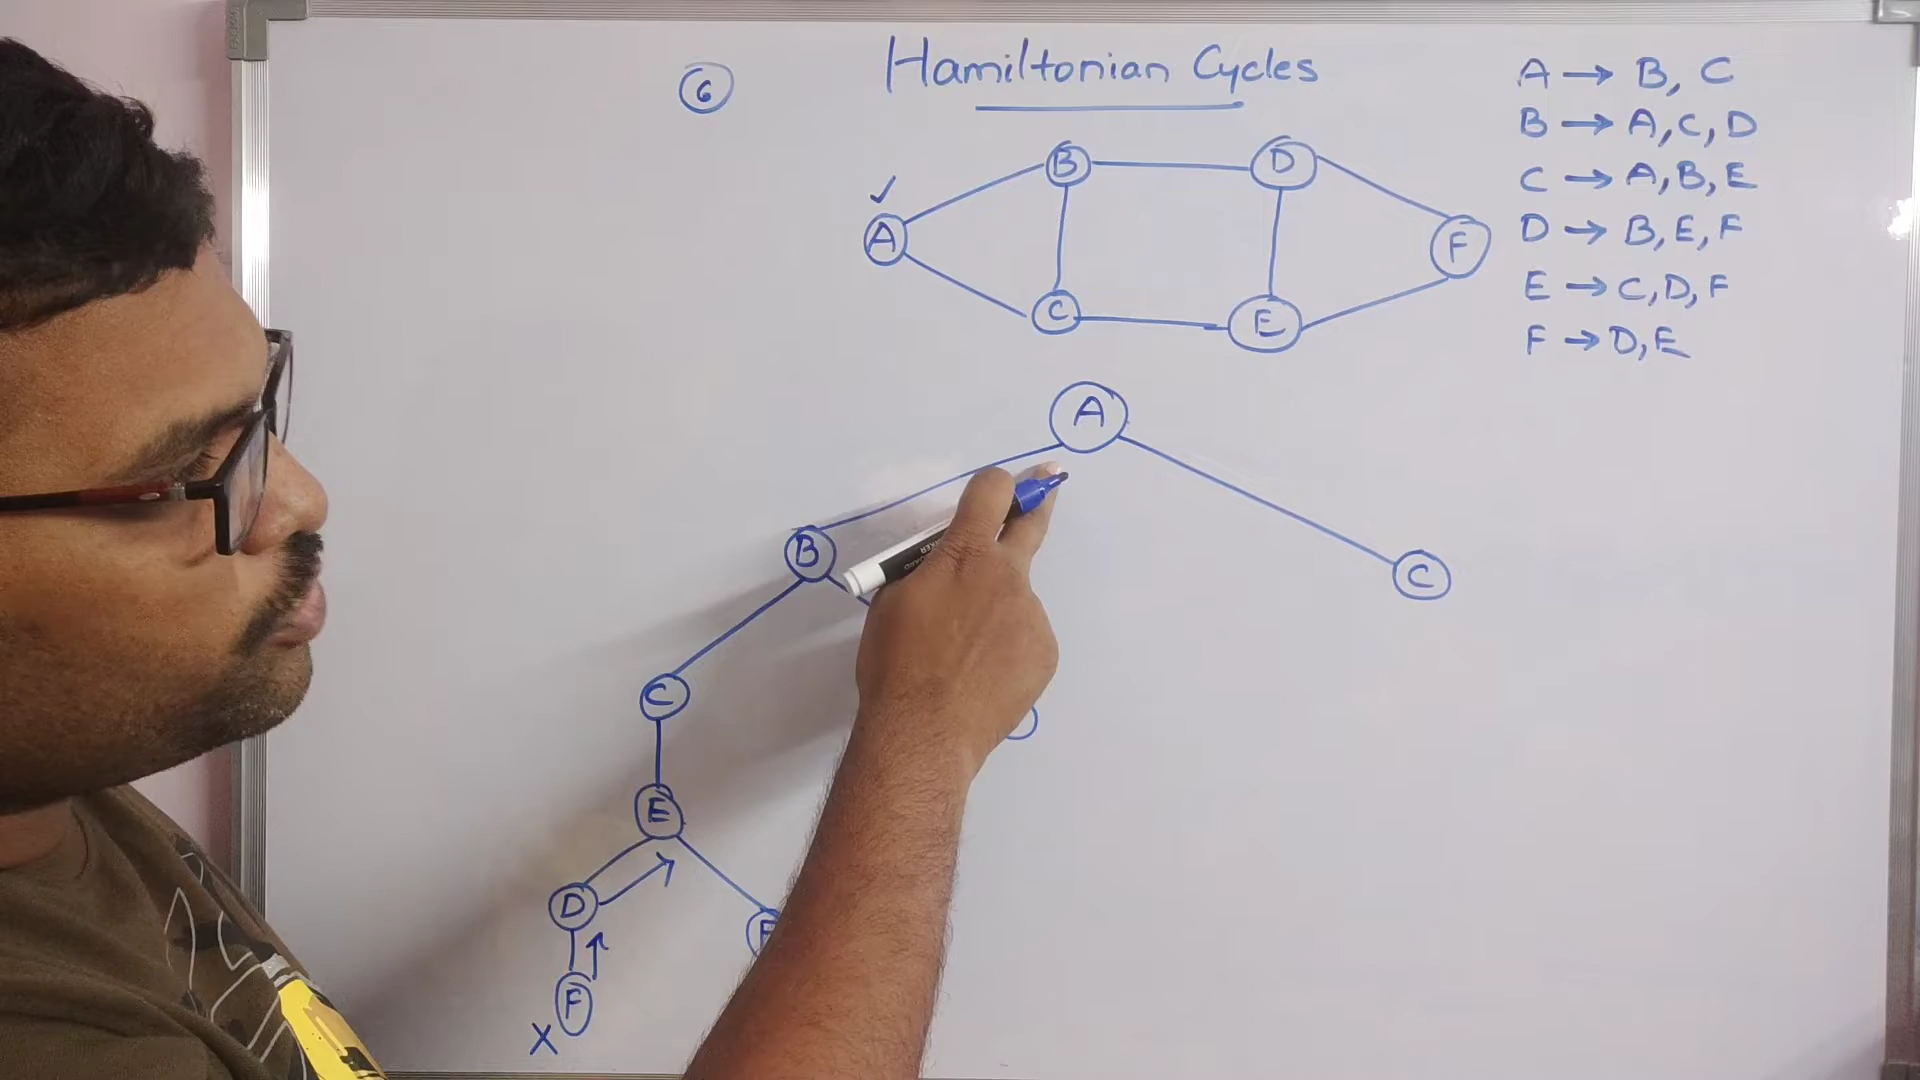 Hamiltonian Cycles
6
A → B, C
B → A, C, D
C → A, B, E
D → B, E, F
E → C, D, F
F → D, E
✓
B
D
A
F
C
E
A
B
C
C
E
D
F
X